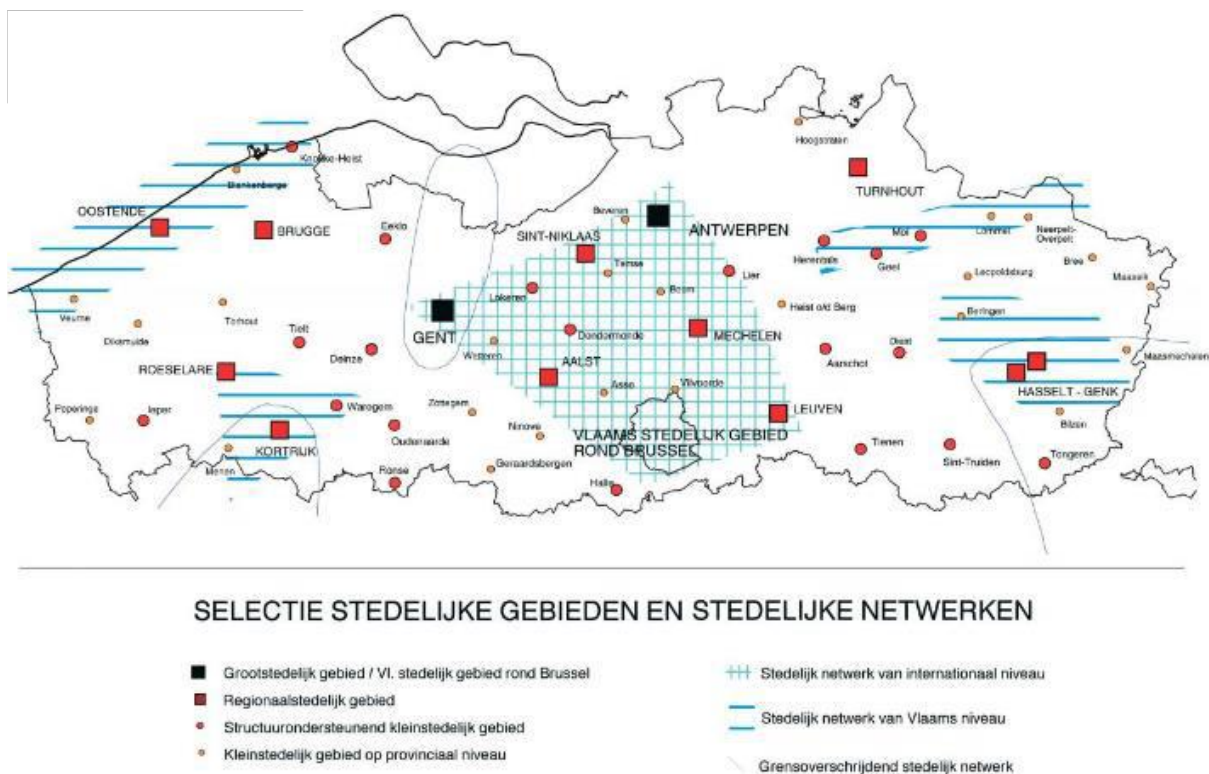 Hoogstraten
Knokke-Heist
TURNHOUT
Blankenberge
OOSTENDE
BRUGGE
Eeklo
Beveren
ANTWERPEN
SINT-NIKLAAS
Mol
Lommel
Neerpelt-
Overpelt
Herentals
Geel
Bree
Temse
Lier
Leopoldsburg
Maaseik
Lokeren
Boom
Veurne
Torhout
Heist o/d Berg
Beringen
Diksmuide
Tielt
GENT
Dendermonde
MECHELEN
Deinze
Wetteren
Aarschot
Diest
Maasmechelen
ROESELARE
AALST
HASSELT - GENK
Asse
Vilvoorde
Poperinge
Ieper
Waregem
Zottegem
LEUVEN
Bilzen
KORTRIJK
Oudenaarde
Ninove
VLAAMS STEDELIJK GEBIED
ROND BRUSSEL
Tienen
Sint-Truiden
Tongeren
Menen
Ronse
Geraardsbergen
Halle
SELECTIE STEDELIJKE GEBIEDEN EN STEDELIJKE NETWERKEN
Grootstedelijk gebied / Vl. stedelijk gebied rond Brussel
Regionaalstedelijk gebied
Structuurondersteunend kleinstedelijk gebied
Kleinstedelijk gebied op provinciaal niveau
Stedelijk netwerk van internationaal niveau
Stedelijk netwerk van Vlaams niveau
Grensoverschrijdend stedelijk netwerk